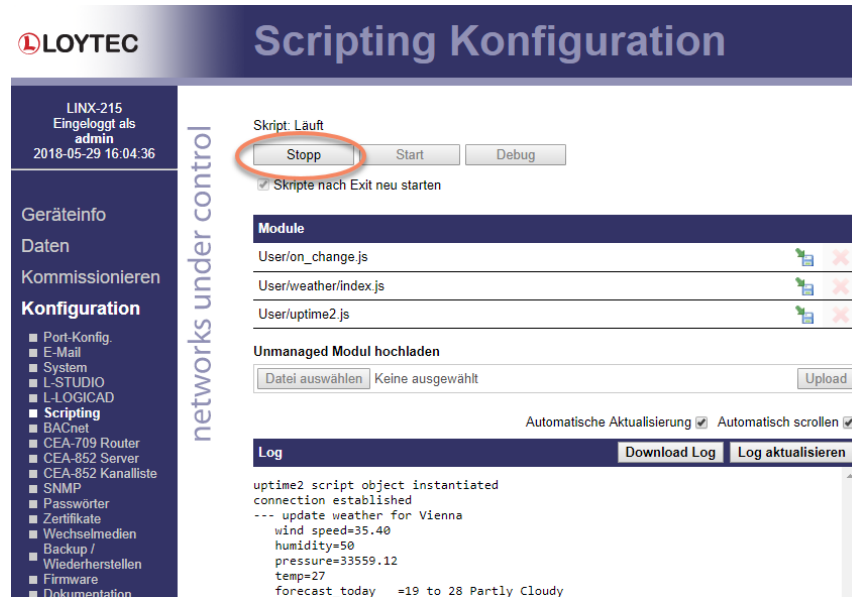 LOYTEC
Scripting Konfiguration
LINX-215
Eingeloggt als
admin
2018-05-29 16:04:36
Geräteinfo
Daten
Kommissionieren
Konfiguration
Port-Konfig.
E-Mail
System
L-STUDIO
L-LOGICAD
Scripting
BACnet
CEA-709 Router
CEA-852 Server
CEA-852 Kanalliste
SNMP
Passwörter
Zertifikate
Wechselmedien
Backup /
Wiederherstellen
Firmware
Dokumentation
networks under control
Skript: Läuft
Stopp Start Debug
Skripte nach Exit neu starten
Module
User/on_change.js
User/weather/index.js
User/uptime2.js
Unmanaged Modul hochladen
Datei auswählen Keine ausgewählt Upload
Automatische Aktualisierung Automatisch scrollen
Log Download Log Log aktualisieren
uptime2 script object instantiated
connection established
--- update weather for Vienna
wind speed=35.40
humidity=50
pressure=33559.12
temp=27
forecast today =19 to 28 Partly Cloudy